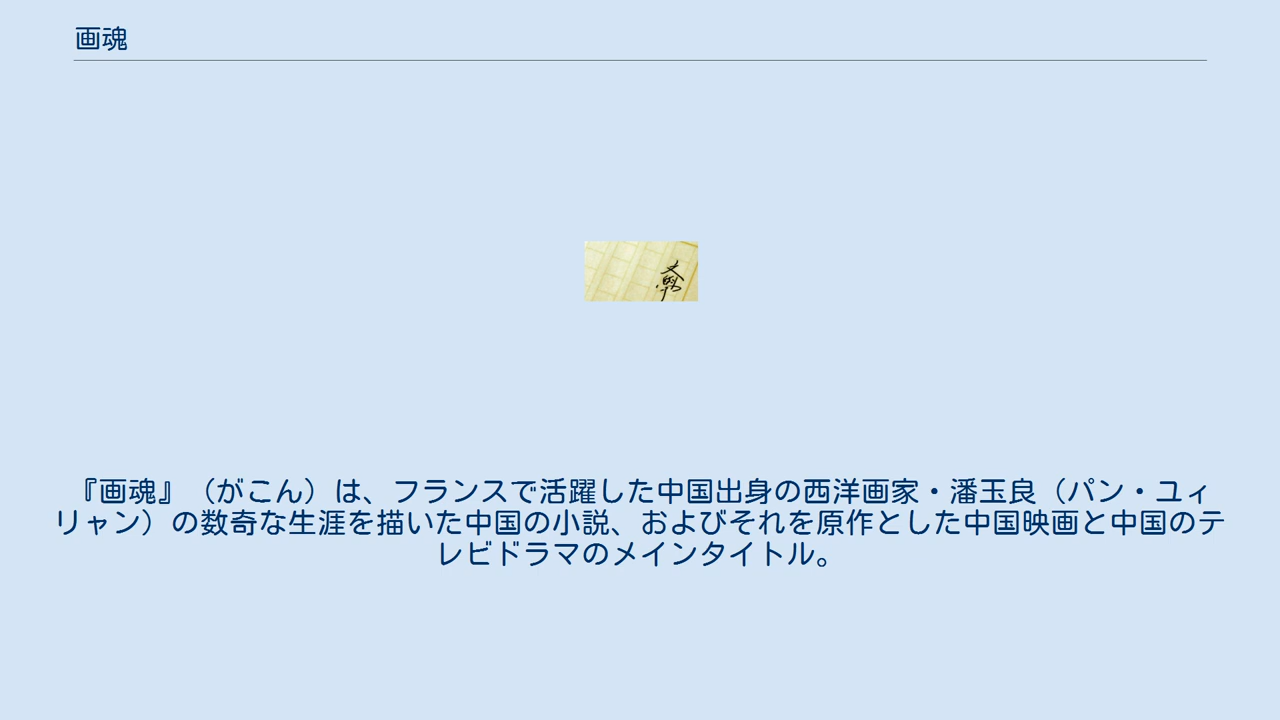 画魂
『画魂』（がこん）は、フランスで活躍した中国出身の西洋画家・潘玉良（パン・ユィ
リャン）の数奇な生涯を描いた中国の小説、およびそれを原作とした中国映画と中国のテ
レビドラマのメインタイトル。